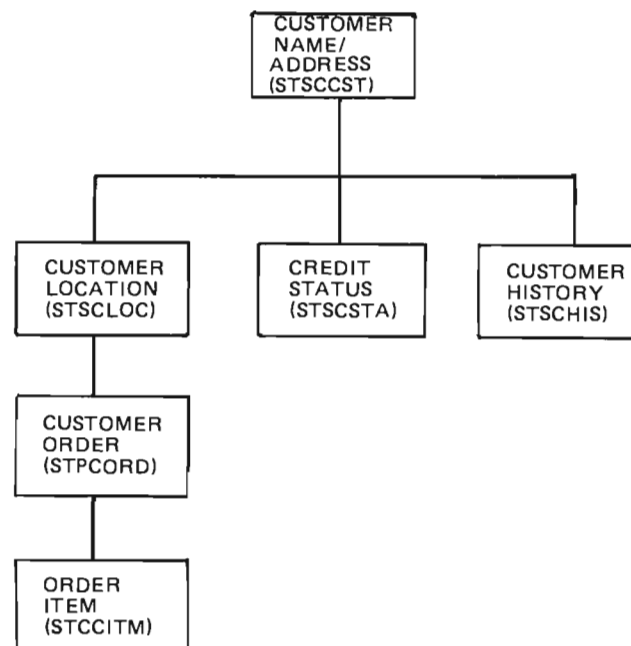 CUSTOMER
NAME/
ADDRESS
(STSCCST)
CUSTOMER
LOCATION
(STSCLOC)
CREDIT
STATUS
(STSCSTA)
CUSTOMER
HISTORY
(STSCHIS)
CUSTOMER
ORDER
(STPCORD)
ORDER
ITEM
(STCCITM)